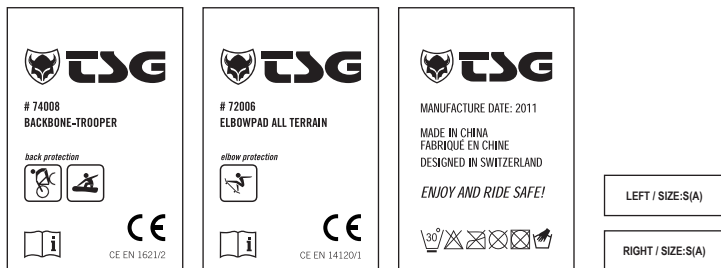 TSG
# 74008
BACKBONE-TROOPER
back protection
i
CE
CE EN 1621/2
TSG
# 72006
ELBOWPAD ALL TERRAIN
elbow protection
i
CE
CE EN 14120/1
TSG
MANUFACTURE DATE: 2011
MADE IN CHINA
FABRIQUÉ EN CHINE
DESIGNED IN SWITZERLAND
ENJOY AND RIDE SAFE!
30°
LEFT / SIZE:S(A)
RIGHT / SIZE:S(A)